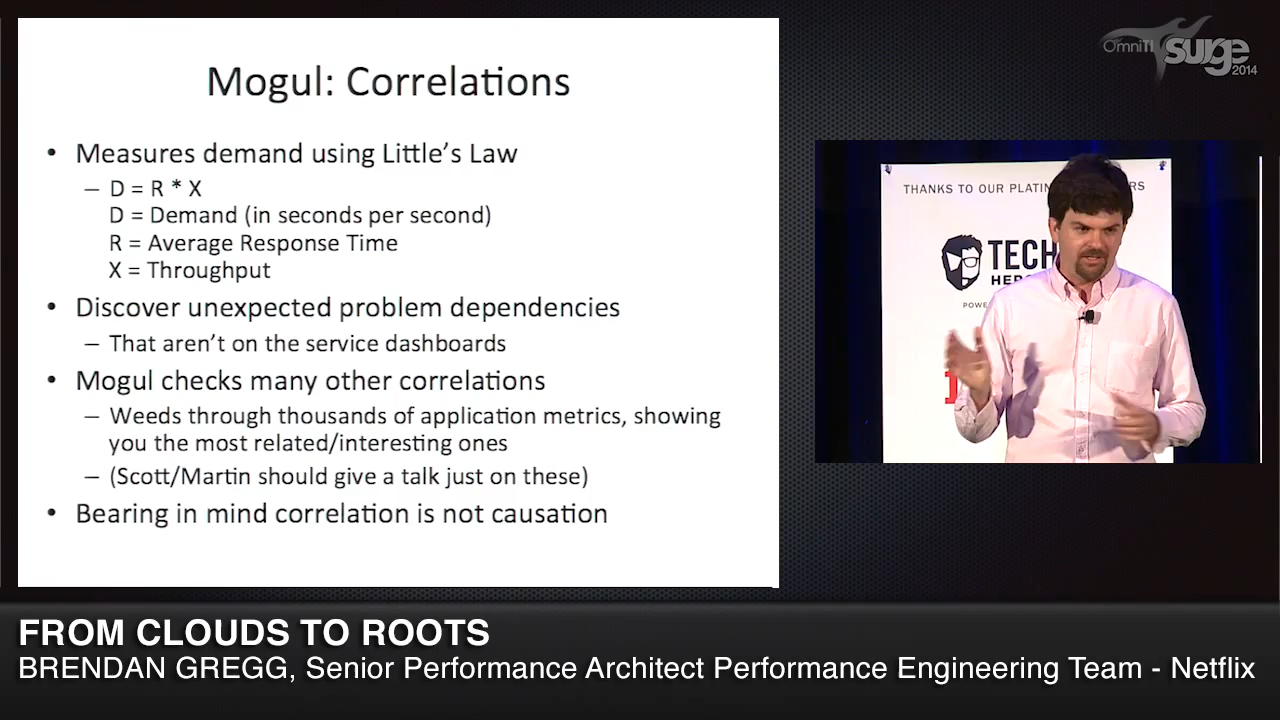 Mogul: Correlations
• Measures demand using Little's Law
– D = R * X
D = Demand (in seconds per second)
R = Average Response Time
X = Throughput
• Discover unexpected problem dependencies
– That aren't on the service dashboards
• Mogul checks many other correlations
– Weeds through thousands of application metrics, showing
you the most related/interesting ones
– (Scott/Martin should give a talk just on these)
• Bearing in mind correlation is not causation
OmniTI
surge
2014
THANKS TO OUR
TECH
FROM CLOUDS TO ROOTS
BRENDAN GREGG, Senior Performance Architect Performance Engineering Team - Netflix